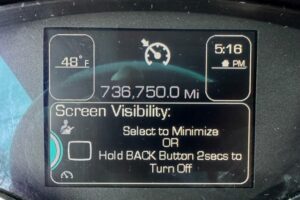 48°F
5:16
PM
736,750.0 Mi
Screen Visibility:
Select to Minimize
OR
Hold BACK Button 2secs to
Turn Off